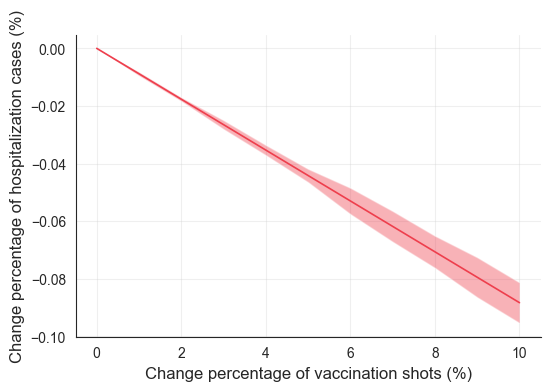 Change percentage of hospitalization cases (%)
0.00
−0.02
−0.04
−0.06
−0.08
−0.10
0 2 4 6 8 10
Change percentage of vaccination shots (%)